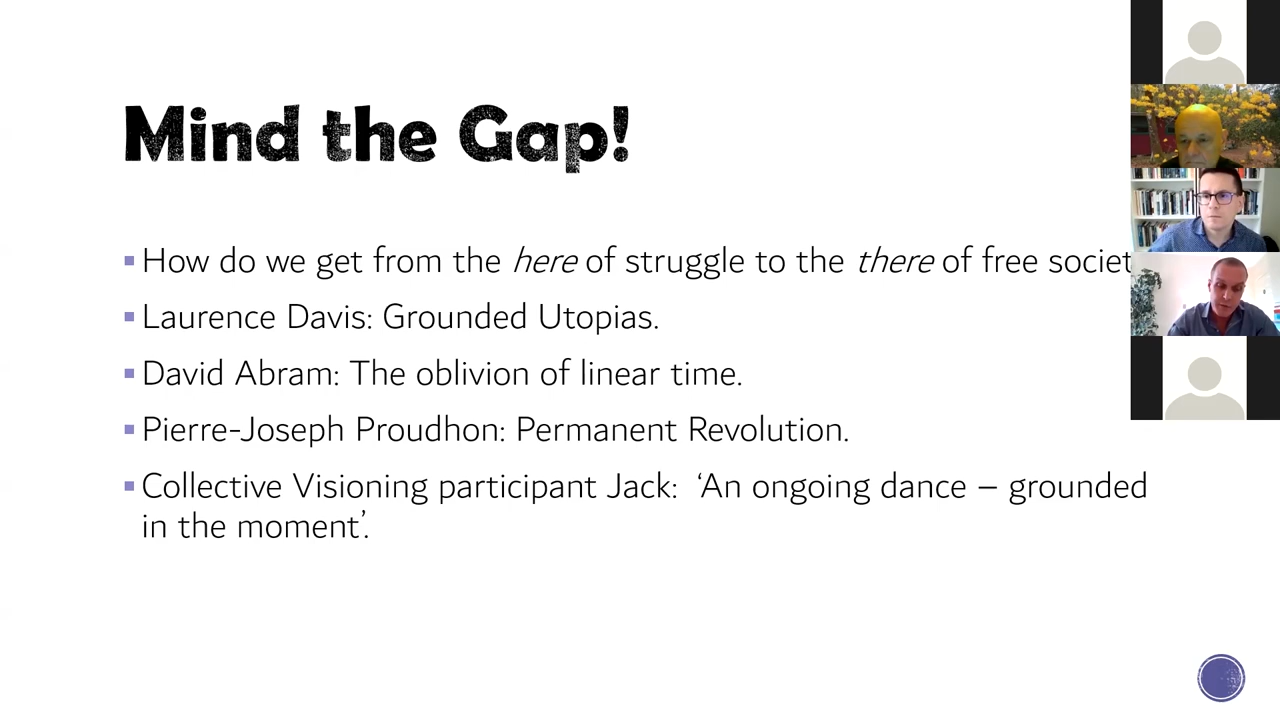 Mind the Gap!
How do we get from the here of struggle to the there of free societ
Laurence Davis: Grounded Utopias.
David Abram: The oblivion of linear time.
Pierre-Joseph Proudhon: Permanent Revolution.
Collective Visioning participant Jack: ‘An ongoing dance – grounded
in the moment’.